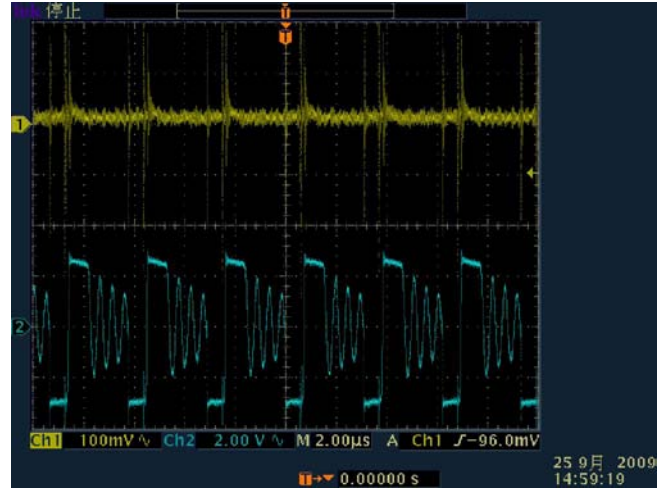 Tek 停止
T
T
1
2
Ch1 100mV∿ Ch2 2.00 V∿ M 2.00µs A Ch1 ∫ -96.0mV
T→▼ 0.00000 s
25 9月 2009
14:59:19